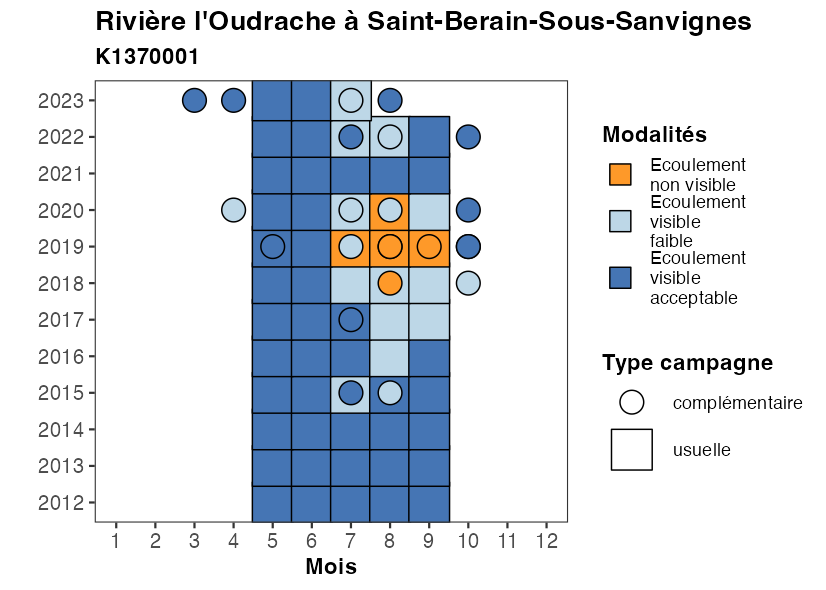 Rivière l'Oudrache à Saint-Berain-Sous-Sanvignes
K1370001
2023
2022
2021
2020
2019
2018
2017
2016
2015
2014
2013
2012
1 2 3 4 5 6 7 8 9 10 11 12
Mois
Modalités
Ecoulement
non visible
Ecoulement
visible
faible
Ecoulement
visible
acceptable
Type campagne
complémentaire
usuelle